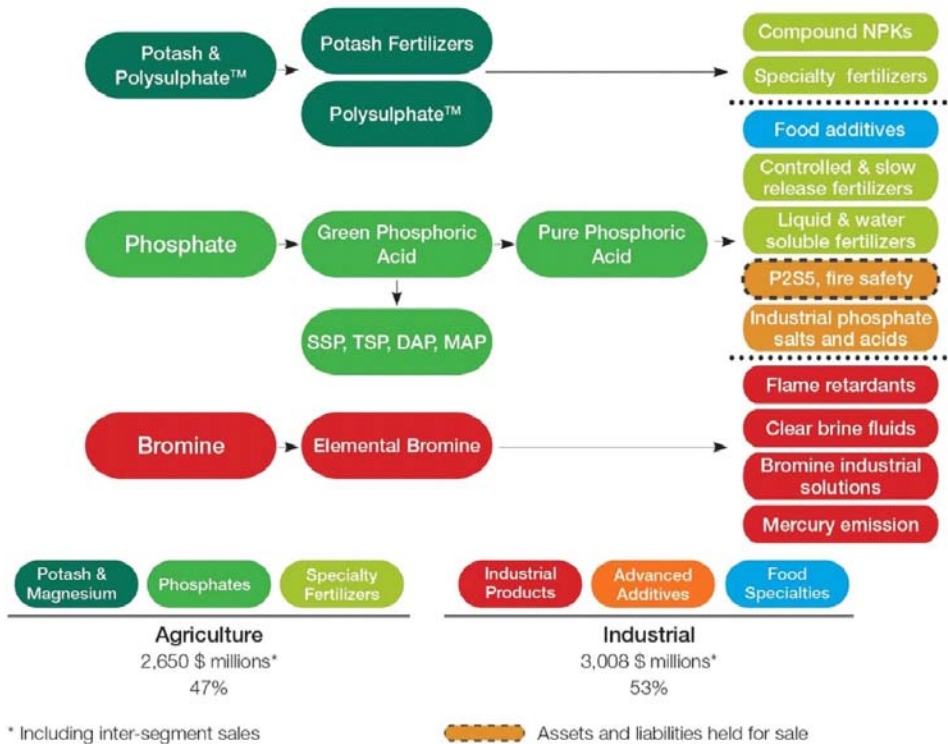 Potash &
Polysulphate™
Potash Fertilizers
Polysulphate™
Compound NPKs
Specialty fertilizers
Phosphate
Green Phosphoric
Acid
Pure Phosphoric
Acid
SSP, TSP, DAP, MAP
Food additives
Controlled & slow
release fertilizers
Liquid & water
soluble fertilizers
P2S5, fire safety
Industrial phosphate
salts and acids
Bromine
Elemental Bromine
Flame retardants
Clear brine fluids
Bromine industrial
solutions
Mercury emission
Potash &
Magnesium
Phosphates
Specialty
Fertilizers
Agriculture
2,650 $ millions*
47%
Industrial
Products
Advanced
Additives
Food
Specialties
Industrial
3,008 $ millions*
53%
* Including inter-segment sales
Assets and liabilities held for sale